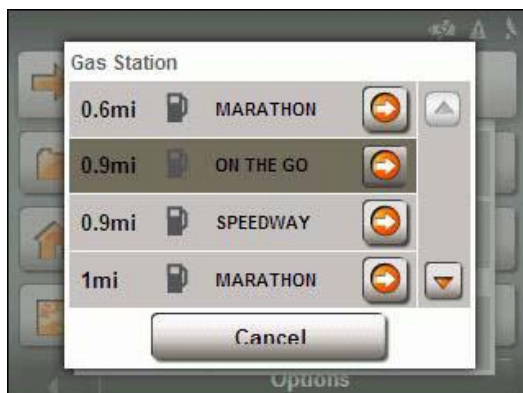 Gas Station
0.6mi MARATHON
0.9mi ON THE GO
0.9mi SPEEDWAY
1mi MARATHON
Cancel
Options